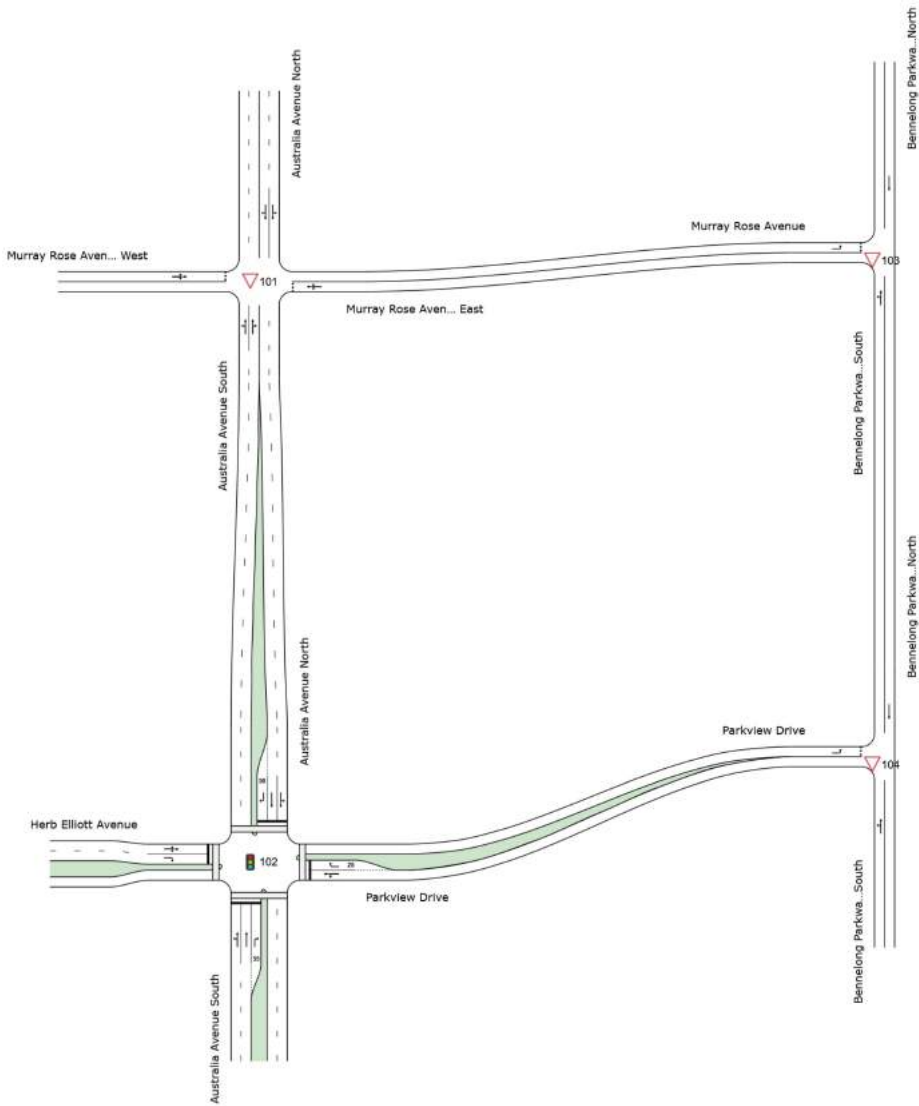 Bennelong Parkwa...North
Australia Avenue North
Murray Rose Avenue
Murray Rose Aven... West
101
103
Murray Rose Aven... East
Australia Avenue South
Bennelong Parkwa...South
Bennelong Parkwa...North
Australia Avenue North
Parkview Drive
104
Herb Elliott Avenue
102
Parkview Drive
Bennelong Parkwa...South
Australia Avenue South